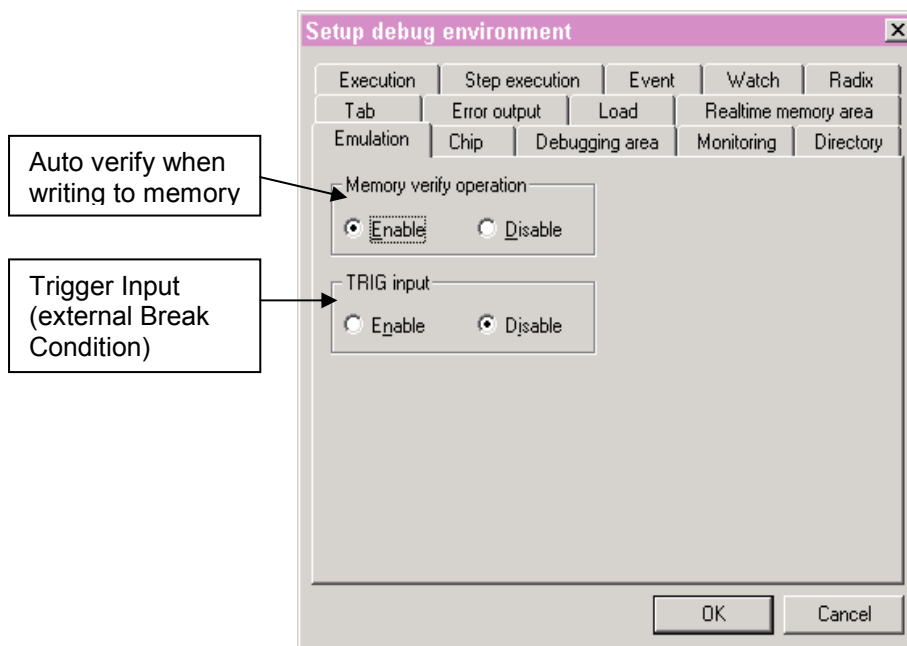 Setup debug environment
Execution Step execution Event Watch Radix
Tab Error output Load Realtime memory area
Emulation Chip Debugging area Monitoring Directory
Auto verify when
writing to memory
Memory verify operation
Enable Disable
Trigger Input
(external Break
Condition)
TRIG input
Enable Disable
OK Cancel